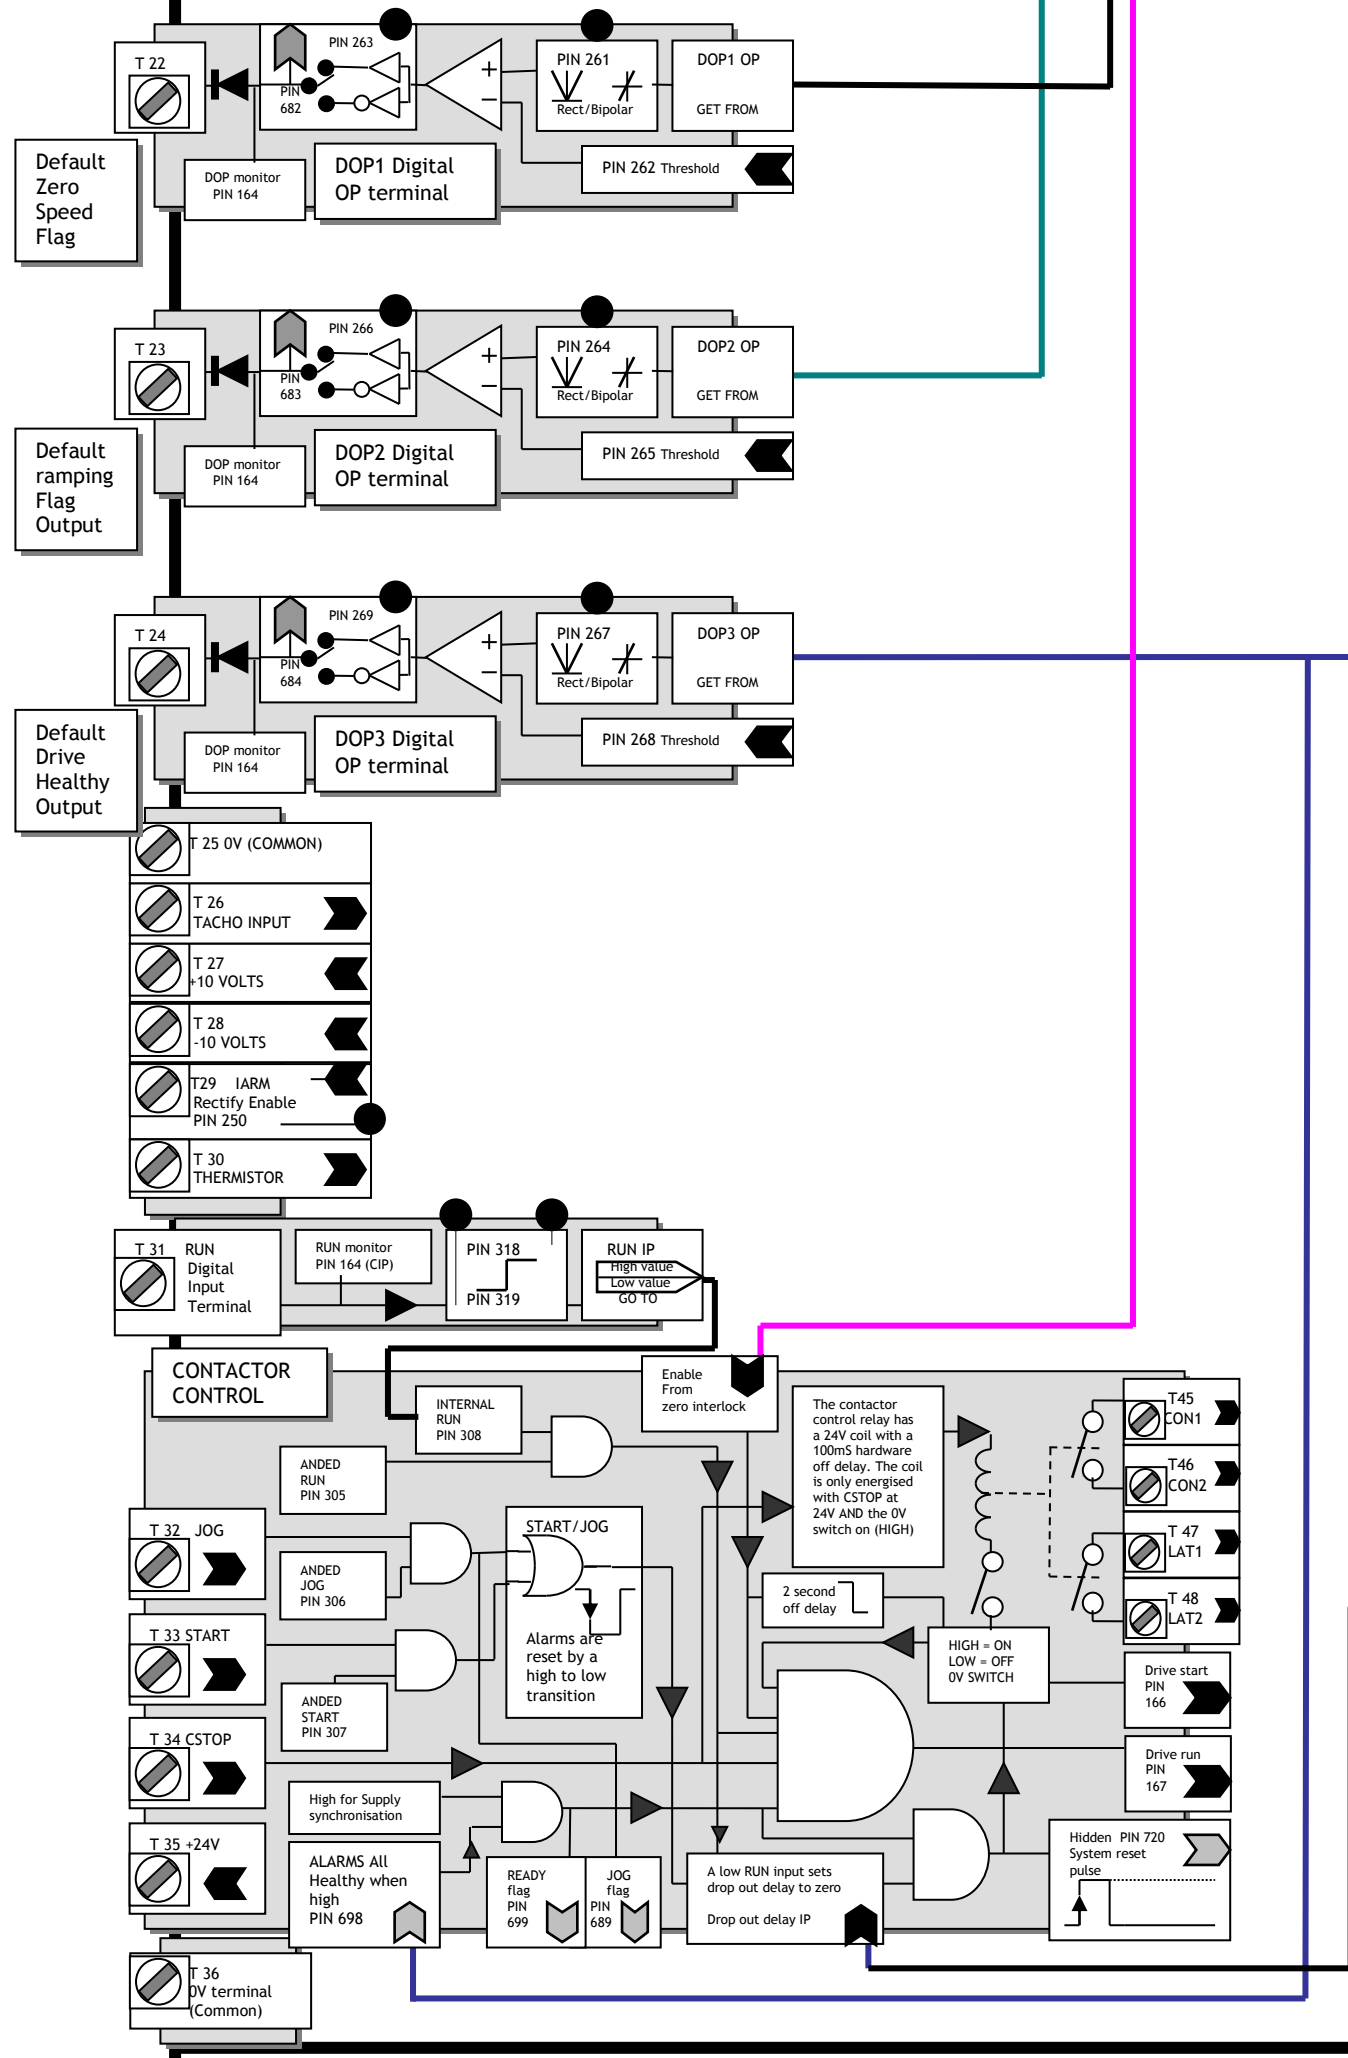 T 22
PIN 263
PIN
682
PIN 261
Rect/Bipolar
DOP1 OP
GET FROM
PIN 262 Threshold
DOP monitor
PIN 164
DOP1 Digital
OP terminal
Default
Zero
Speed
Flag
T 23
PIN 266
PIN
683
PIN 264
Rect/Bipolar
DOP2 OP
GET FROM
PIN 265 Threshold
DOP monitor
PIN 164
DOP2 Digital
OP terminal
Default
ramping
Flag
Output
T 24
PIN 269
PIN
684
PIN 267
Rect/Bipolar
DOP3 OP
GET FROM
PIN 268 Threshold
DOP monitor
PIN 164
DOP3 Digital
OP terminal
Default
Drive
Healthy
Output
T 25 0V (COMMON)
T 26
TACHO INPUT
T 27
+10 VOLTS
T 28
-10 VOLTS
T29 IARM
Rectify Enable
PIN 250
T 30
THERMISTOR
T 31 RUN
Digital
Input
Terminal
RUN monitor
PIN 164 (CIP)
PIN 318
PIN 319
RUN IP
High value
Low value
GO TO
CONTACTOR
CONTROL
INTERNAL
RUN
PIN 308
Enable
From
zero interlock
The contactor
control relay has
a 24V coil with a
100mS hardware
off delay. The coil
is only energised
with CSTOP at
24V AND the 0V
switch on (HIGH)
T45
CON1
T46
CON2
T 47
LAT1
T 48
LAT2
ANDED
RUN
PIN 305
T 32 JOG
ANDED
JOG
PIN 306
START/JOG
Alarms are
reset by a
high to low
transition
2 second
off delay
T 33 START
HIGH = ON
LOW = OFF
0V SWITCH
Drive start
PIN
166
ANDED
START
PIN 307
T 34 CSTOP
Drive run
PIN
167
High for Supply
synchronisation
T 35 +24V
ALARMS All
Healthy when
high
PIN 698
READY
flag
PIN
699
JOG
flag
PIN
689
A low RUN input sets
drop out delay to zero
Drop out delay IP
Hidden PIN 720
System reset
pulse
T 36
0V terminal
(Common)